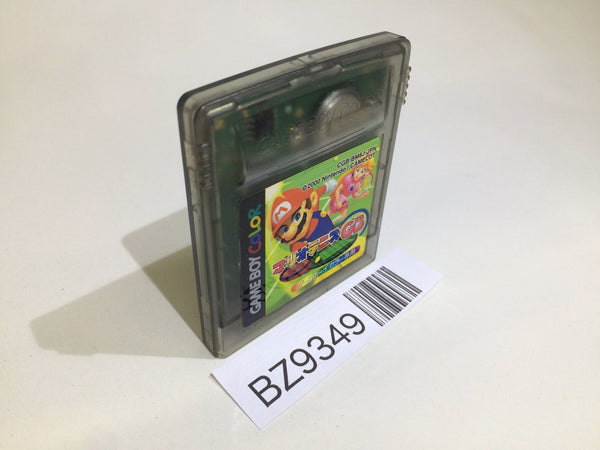 GAME BOY COLOR
CGB-BM8J-JPN
©2000 Nintendo / CAMELOT
マリオテニスGB
GAME BOY COLOR
BZ9349